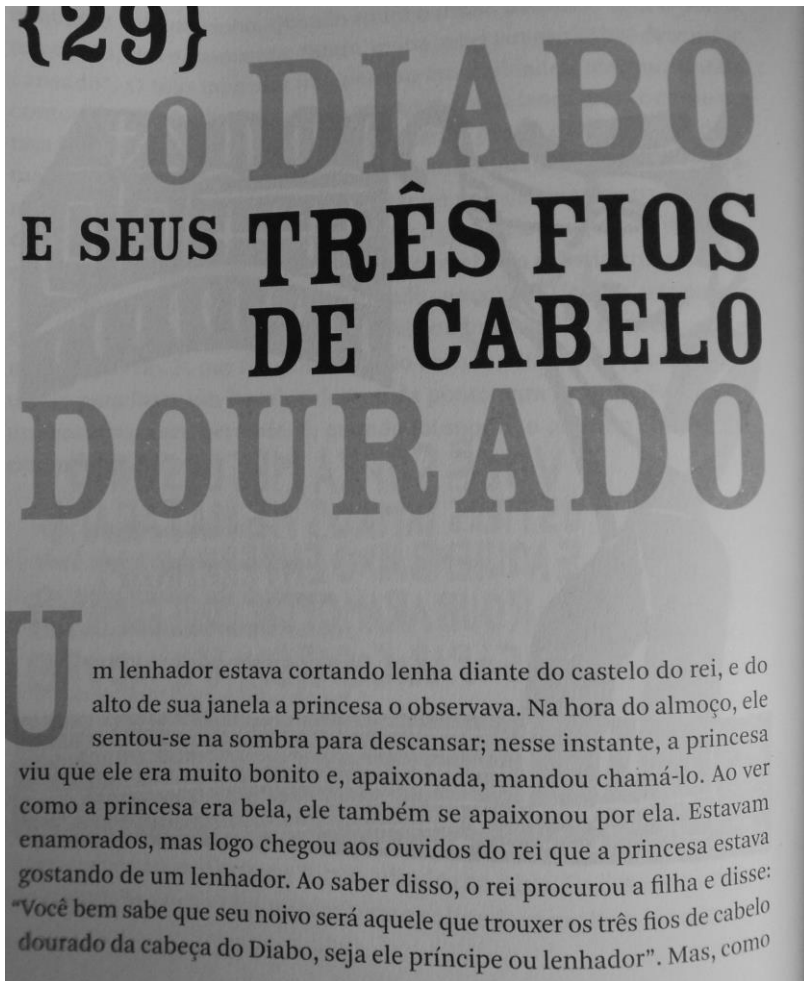 {29}
O DIABO
E SEUS TRÊS FIOS
DE CABELO
DOURADO
Um lenhador estava cortando lenha diante do castelo do rei, e do
alto de sua janela a princesa o observava. Na hora do almoço, ele
sentou-se na sombra para descansar; nesse instante, a princesa
viu que ele era muito bonito e, apaixonada, mandou chamá-lo. Ao ver
como a princesa era bela, ele também se apaixonou por ela. Estavam
enamorados, mas logo chegou aos ouvidos do rei que a princesa estava
gostando de um lenhador. Ao saber disso, o rei procurou a filha e disse:
“Você bem sabe que seu noivo será aquele que trouxer os três fios de cabelo
dourado da cabeça do Diabo, seja ele príncipe ou lenhador”. Mas, como